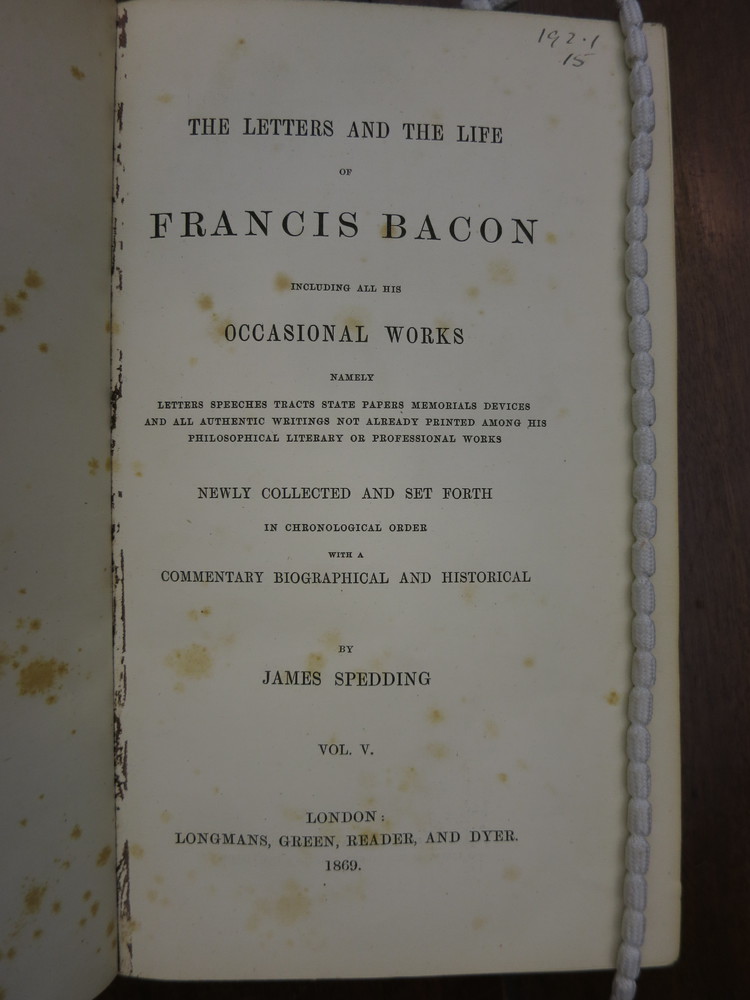 192.1
15
THE LETTERS AND THE LIFE
OF
FRANCIS BACON
INCLUDING ALL HIS
OCCASIONAL WORKS
NAMELY
LETTERS SPEECHES TRACTS STATE PAPERS MEMORIALS DEVICES
AND ALL AUTHENTIC WRITINGS NOT ALREADY PRINTED AMONG HIS
PHILOSOPHICAL LITERARY OR PROFESSIONAL WORKS
NEWLY COLLECTED AND SET FORTH
IN CHRONOLOGICAL ORDER
WITH A
COMMENTARY BIOGRAPHICAL AND HISTORICAL
BY
JAMES SPEDDING
VOL. V.
LONDON:
LONGMANS, GREEN, READER, AND DYER.
1869.